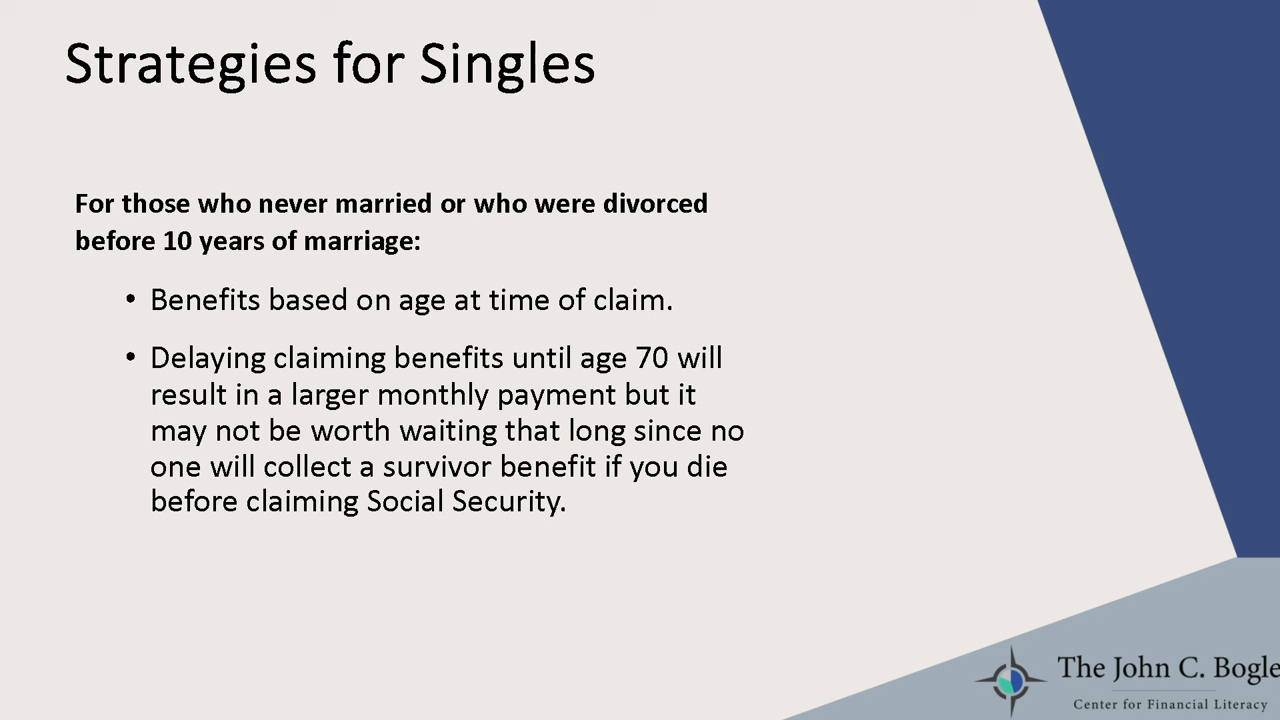 Strategies for Singles
For those who never married or who were divorced
before 10 years of marriage:
• Benefits based on age at time of claim.
• Delaying claiming benefits until age 70 will
result in a larger monthly payment but it
may not be worth waiting that long since no
one will collect a survivor benefit if you die
before claiming Social Security.
The John C. Bogle
Center for Financial Literacy